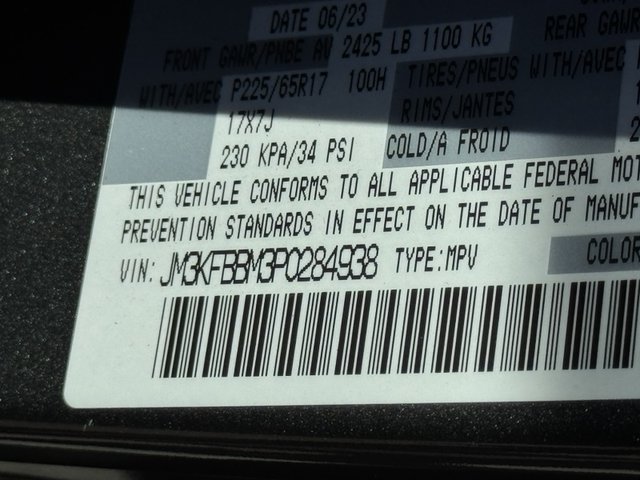 DATE 06/23
FRONT GAWR/PNBE AV 2425 LB 1100 KG REAR GAWR
WITH/AVEC P225/65R17 100H TIRES/PNEUS WITH/AVEC
17X7J RIMS/JANTES
230 KPA/34 PSI COLD/A FROID
THIS VEHICLE CONFORMS TO ALL APPLICABLE FEDERAL MOT
PREVENTION STANDARDS IN EFFECT ON THE DATE OF MANUF
VIN: JM3KFBBM3P0284938 TYPE:MPV COLOR